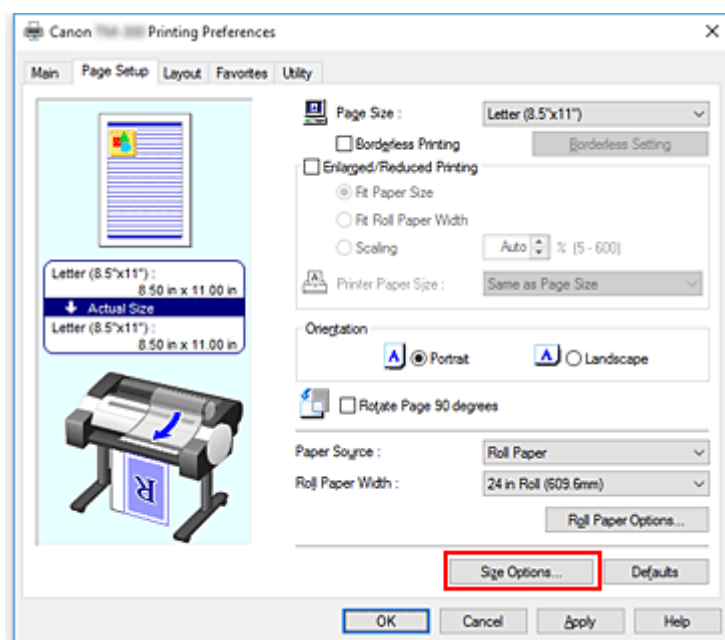 Canon Printing Preferences
Main Page Setup Layout Favorites Utility
Page Size : Letter (8.5"x11")
Borderless Printing Borderless Setting
Enlarged/Reduced Printing
Fit Paper Size
Fit Roll Paper Width
Scaling Auto % (5 - 600)
Printer Paper Size : Same as Page Size
Letter (8.5"x11") :
8.50 in x 11.00 in
Actual Size
Letter (8.5"x11") :
8.50 in x 11.00 in
Orientation
A Portrait A Landscape
Rotate Page 90 degrees
Paper Source : Roll Paper
Roll Paper Width : 24 in Roll (609.6mm)
R
Roll Paper Options...
Size Options... Defaults
OK Cancel Apply Help